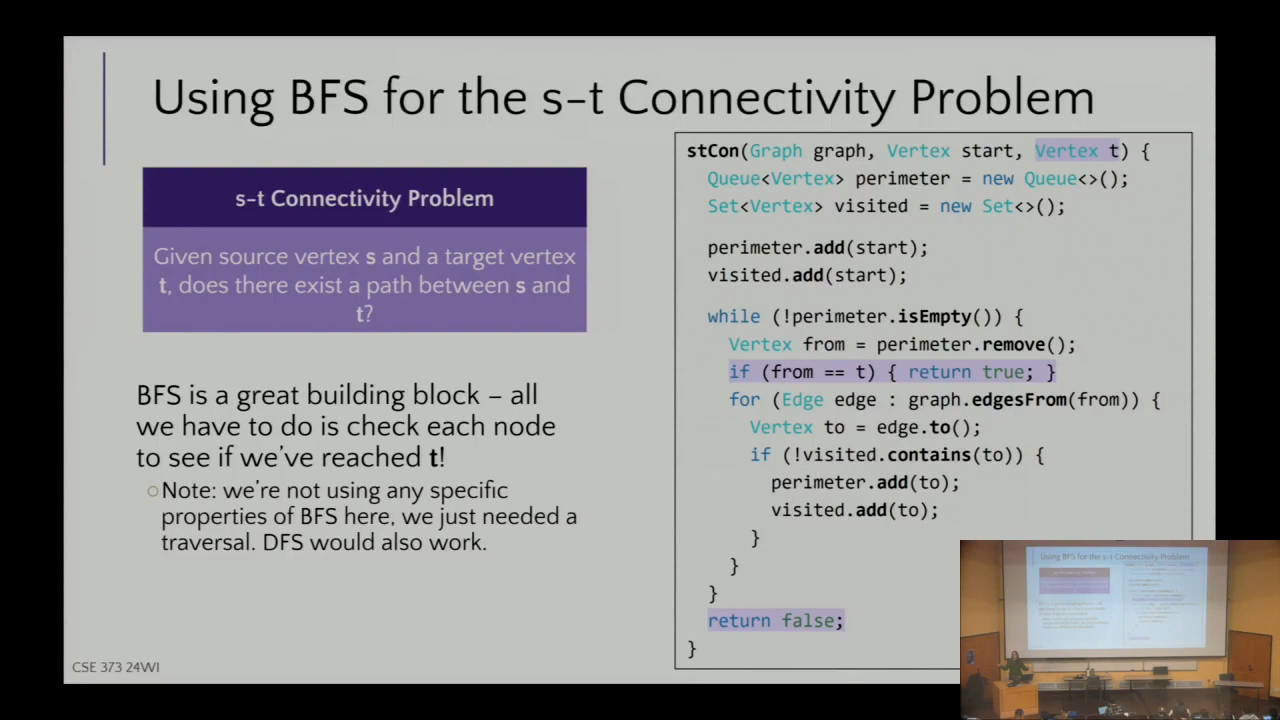 Using BFS for the s-t Connectivity Problem
s-t Connectivity Problem
Given source vertex s and a target vertex
t, does there exist a path between s and
t?
BFS is a great building block – all
we have to do is check each node
to see if we've reached t!
Note: we're not using any specific
properties of BFS here, we just needed a
traversal. DFS would also work.
CSE 373 24WI
stCon(Graph graph, Vertex start, Vertex t) {
Queue<Vertex> perimeter = new Queue<>();
Set<Vertex> visited = new Set<>();
perimeter.add(start);
visited.add(start);
while (!perimeter.isEmpty()) {
Vertex from = perimeter.remove();
if (from == t) { return true; }
for (Edge edge : graph.edgesFrom(from)) {
Vertex to = edge.to();
if (!visited.contains(to)) {
perimeter.add(to);
visited.add(to);
}
}
}
return false;
}
Using BFS for the s-t Connectivity Problem